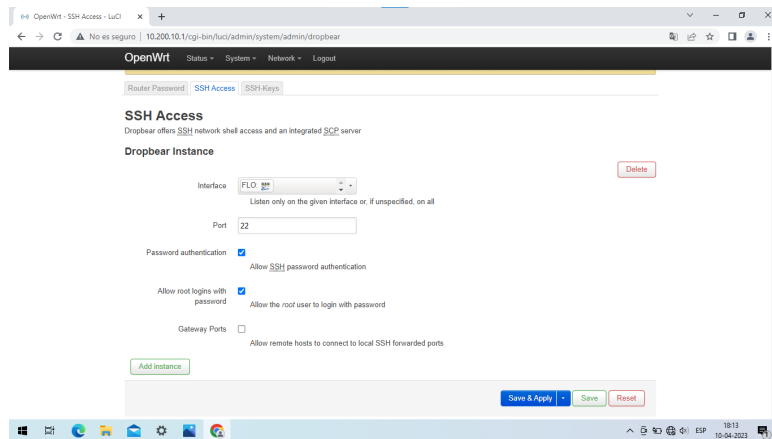 OpenWrt - SSH Access - LuCI
No es seguro | 10.200.10.1/cgi-bin/luci/admin/system/admin/dropbear
OpenWrt Status System Network Logout
Router Password SSH Access SSH-Keys
SSH Access
Dropbear offers SSH network shell access and an integrated SCP server
Dropbear Instance
Delete
Interface FLO:
Listen only on the given interface or, if unspecified, on all
Port 22
Password authentication
Allow SSH password authentication
Allow root logins with
password
Allow the root user to login with password
Gateway Ports
Allow remote hosts to connect to local SSH forwarded ports
Add instance
Save & Apply Save Reset
ESP 18:13
10-04-2023